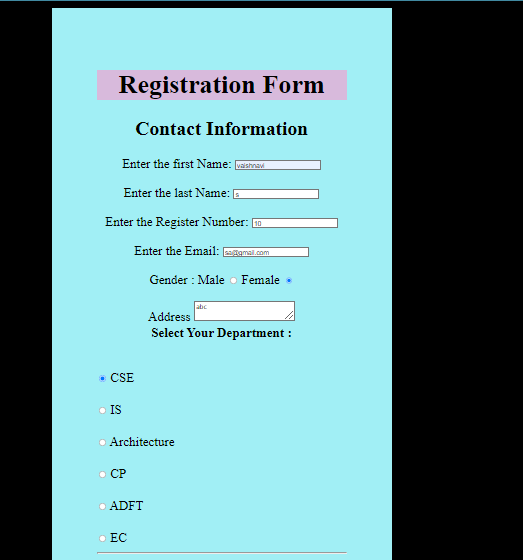 Registration Form
Contact Information
Enter the first Name: vaishnavi
Enter the last Name: s
Enter the Register Number: 10
Enter the Email: sa@gmail.com
Gender : Male Female
Address abc
Select Your Department :
CSE
IS
Architecture
CP
ADFT
EC